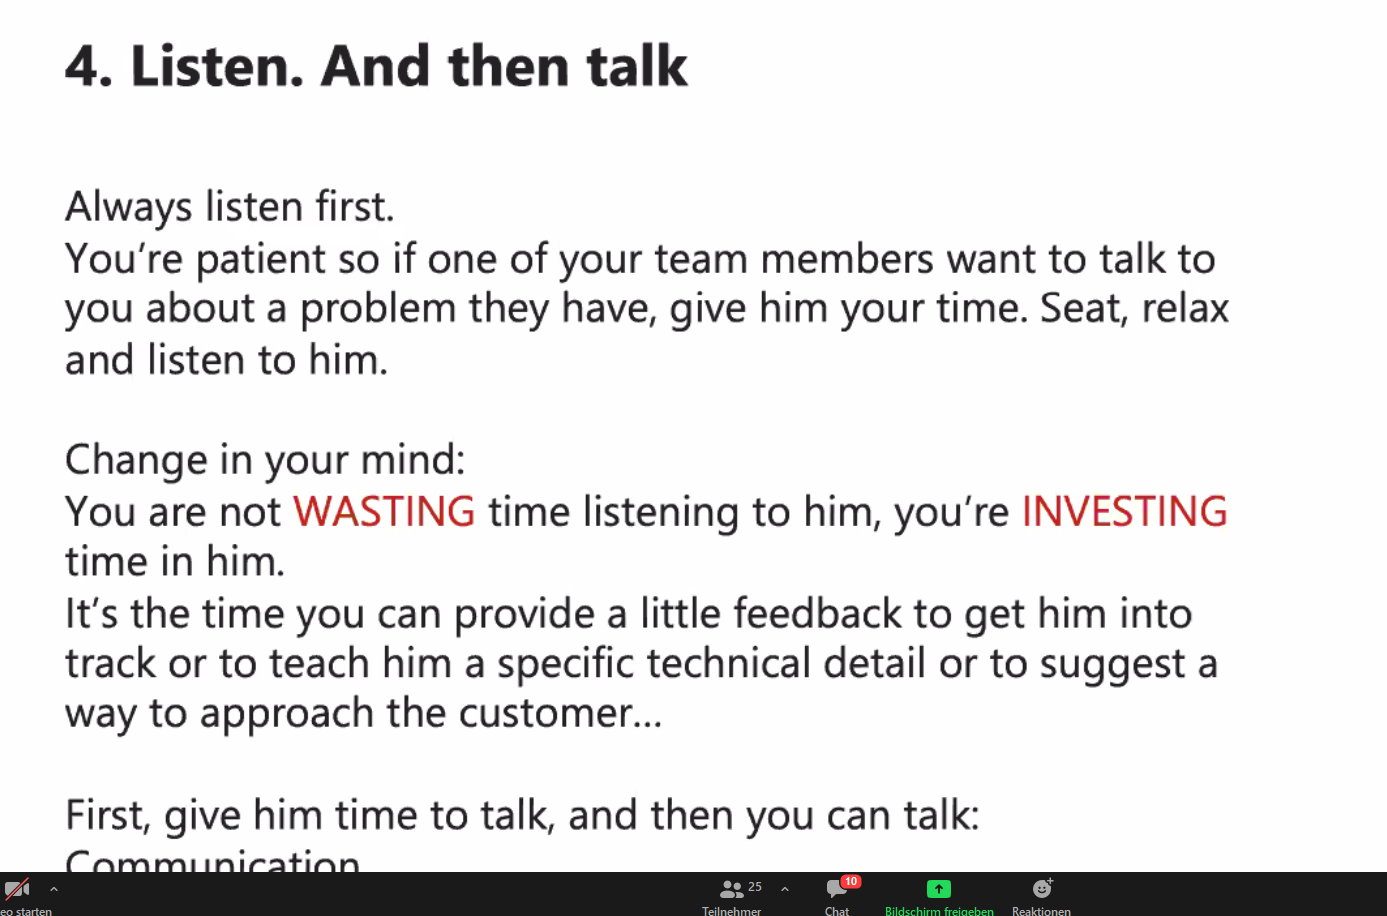 4. Listen. And then talk
Always listen first.
You’re patient so if one of your team members want to talk to
you about a problem they have, give him your time. Seat, relax
and listen to him.
Change in your mind:
You are not WASTING time listening to him, you’re INVESTING
time in him.
It’s the time you can provide a little feedback to get him into
track or to teach him a specific technical detail or to suggest a
way to approach the customer...
First, give him time to talk, and then you can talk:
Communication
25
10
eo starten
Teilnehmer
Chat
Bildschirm freigeben
Reaktionen